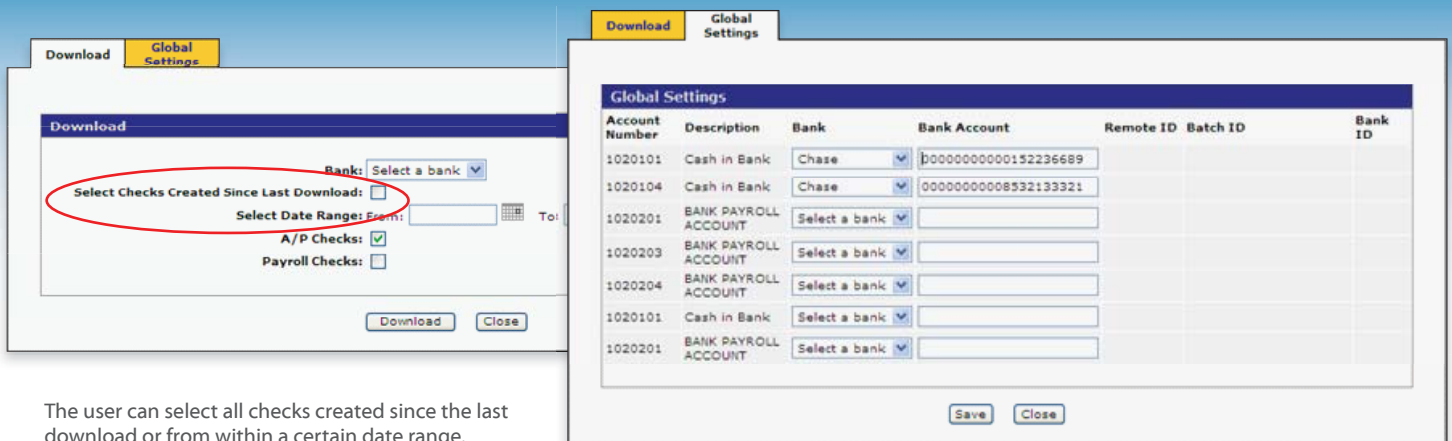 Download
Global Settings
Download
Bank: Select a bank
Select Checks Created Since Last Download:
Select Date Range: From: To:
A/P Checks:
Payroll Checks:
Download Close
The user can select all checks created since the last
download or from within a certain date range.
Download
Global Settings
Global Settings
Account Number Description Bank Bank Account Remote ID Batch ID Bank ID
1020101 Cash in Bank Chase 00000000000152236689
1020104 Cash in Bank Chase 00000000008532133321
1020201 BANK PAYROLL ACCOUNT Select a bank
1020203 BANK PAYROLL ACCOUNT Select a bank
1020204 BANK PAYROLL ACCOUNT Select a bank
1020101 Cash in Bank Select a bank
1020201 BANK PAYROLL ACCOUNT Select a bank
Save Close